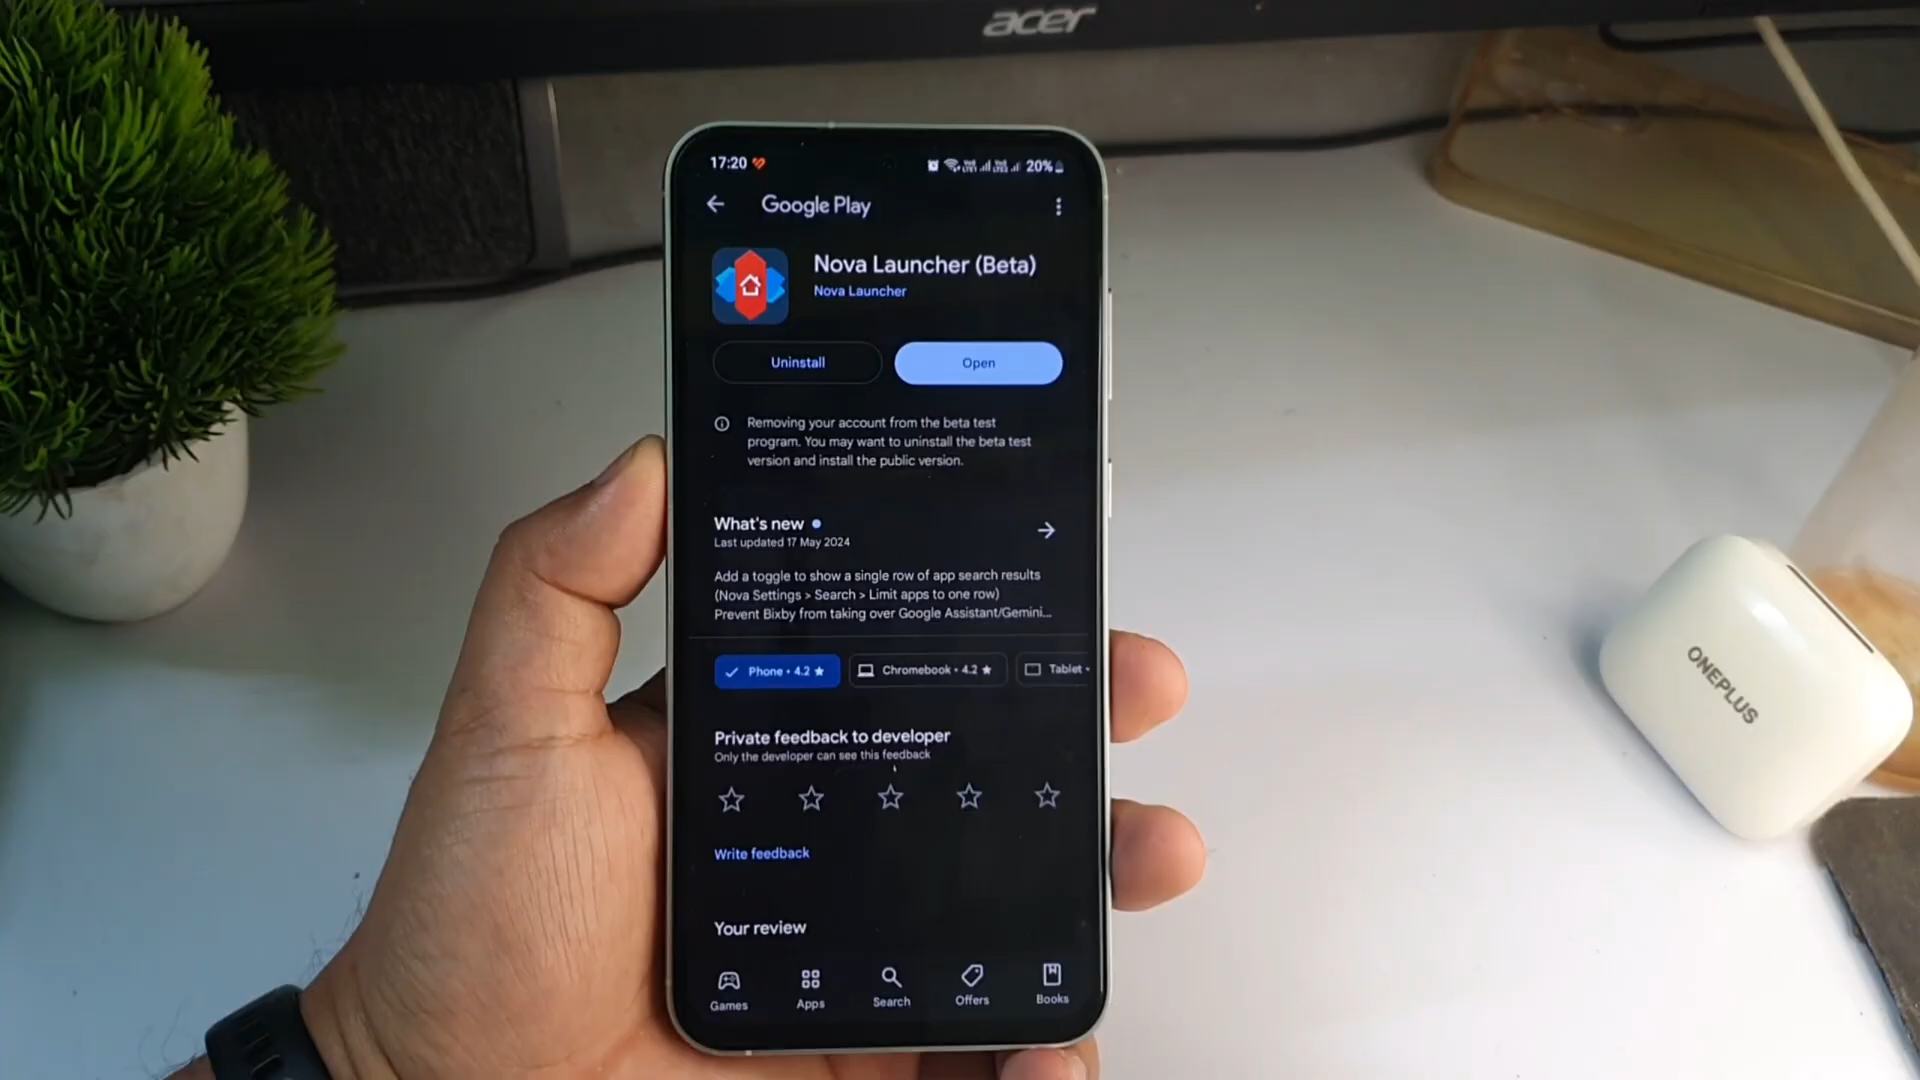 acer
17:20
20%
Google Play
Nova Launcher (Beta)
Nova Launcher
Uninstall
Open
Removing your account from the beta test
program. You may want to uninstall the beta test
version and install the public version.
What's new
Last updated 17 May 2024
Add a toggle to show a single row of app search results
(Nova Settings > Search > Limit apps to one row)
Prevent Bixby from taking over Google Assistant/Gemini...
Phone • 4.2 ★
Chromebook • 4.2 ★
Tablet •
Private feedback to developer
Only the developer can see this feedback
Write feedback
Your review
Games
Apps
Search
Offers
Books
ONEPLUS